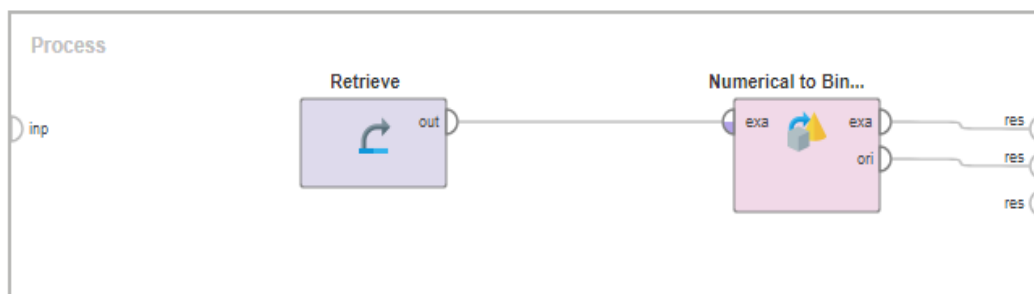 Process
Retrieve
Numerical to Bin...
inp
out
exa
exa
res
ori
res
res